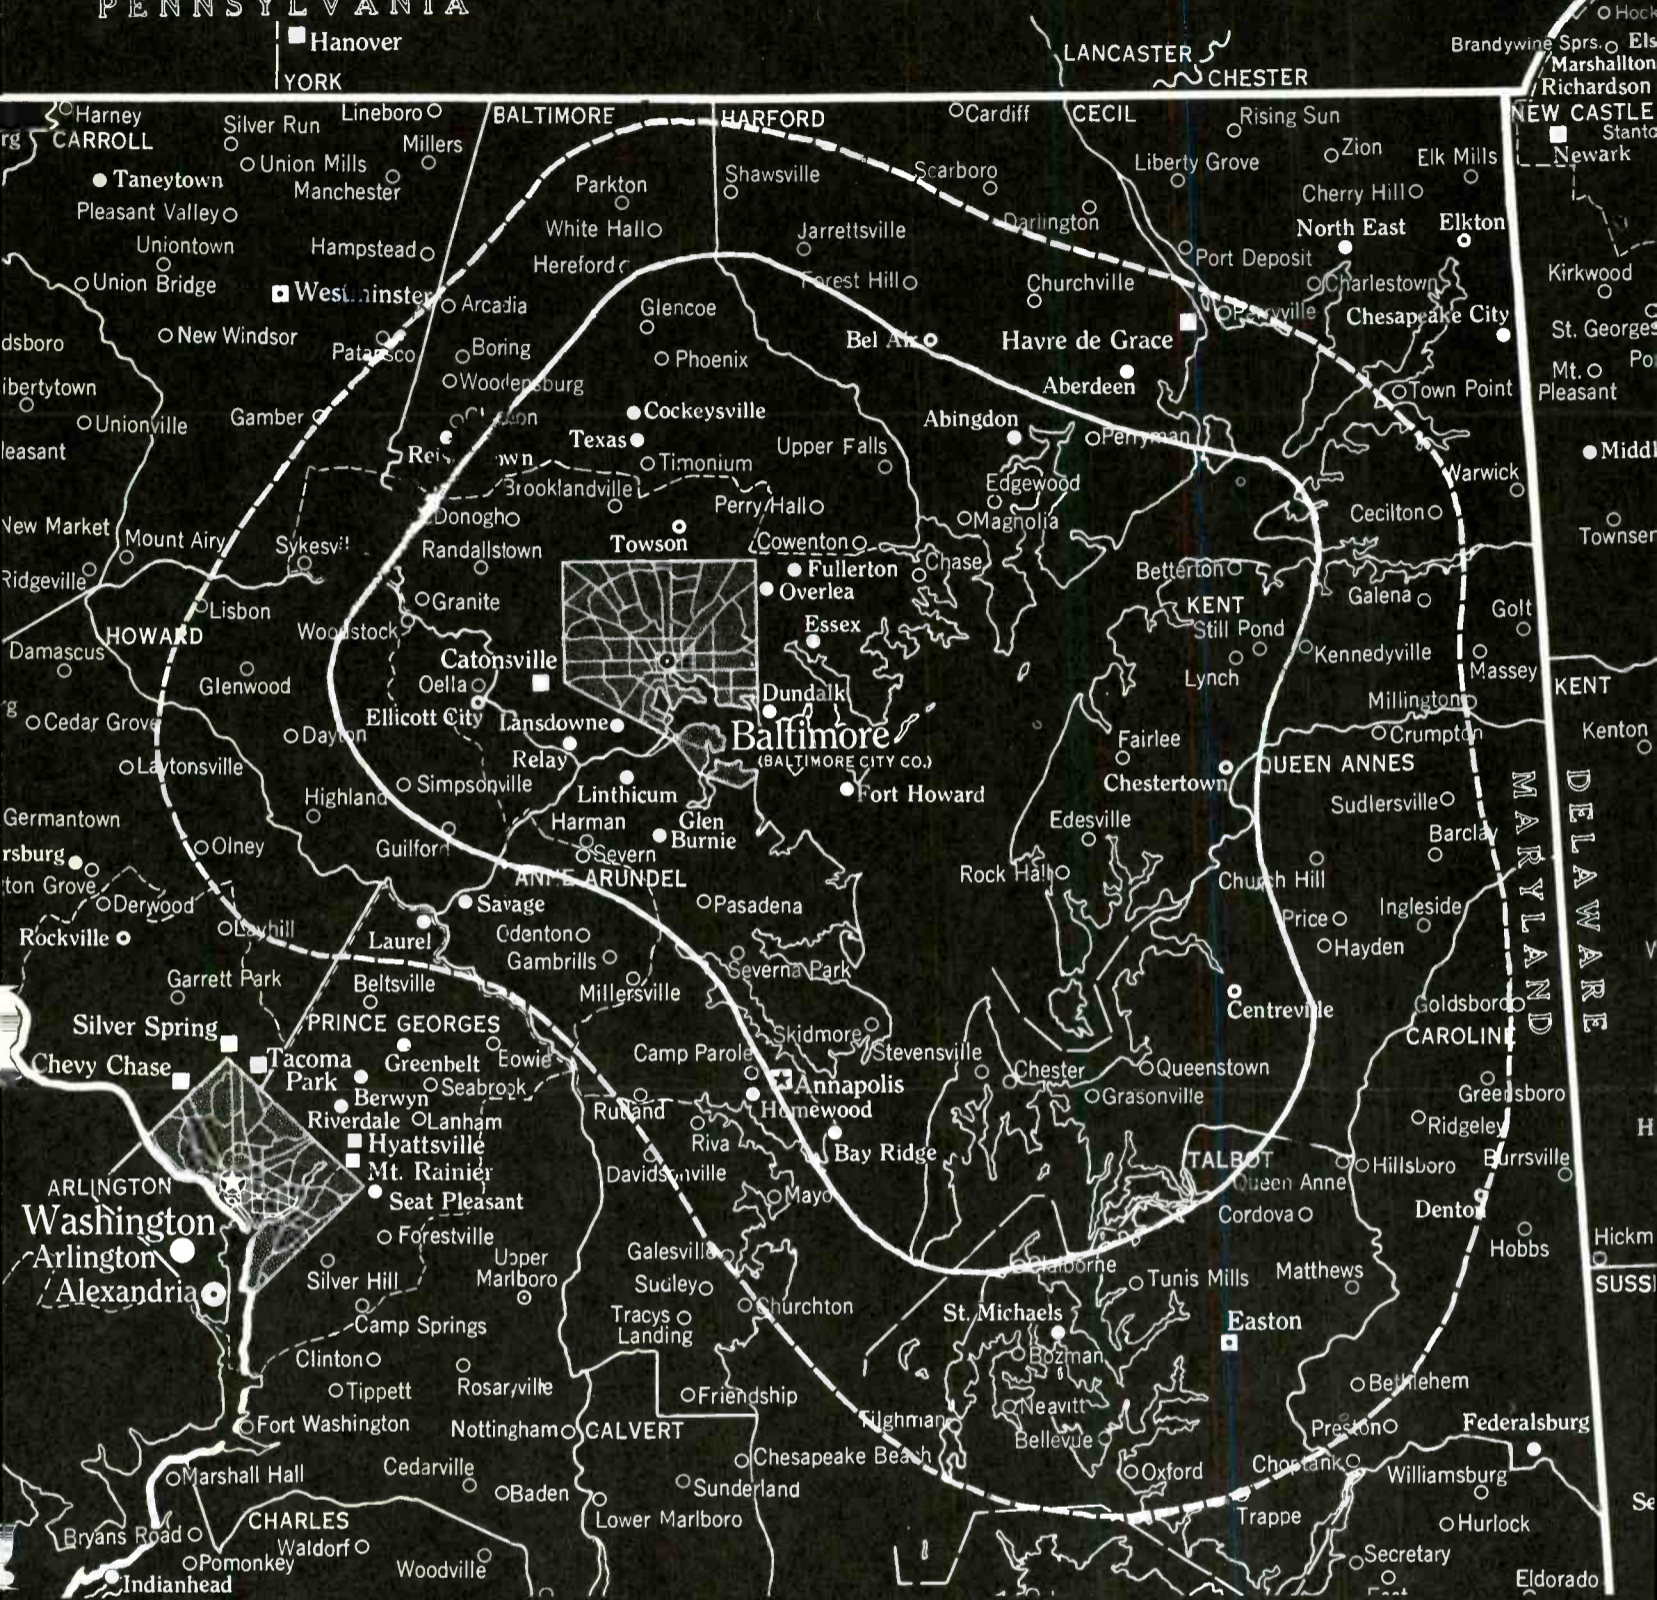 PENNSYLVANIA
Hanover
YORK
LANCASTER
CHESTER
Brandywine Sprs.
Marshallton
Richardson
Harney
CARROLL
Silver Run
Lineboro
BALTIMORE
HARFORD
Cardiff
CECIL
Rising Sun
NEW CASTLE
Newark
Union Mills
Millers
Manchester
Taneytown
Pleasant Valley
Uniontown
Hampstead
Union Bridge
Westminster
New Windsor
Patapsco
Parkton
White Hall
Hereford
Shawsville
Jarrettsville
Scarboro
Darlington
Liberty Grove
Zion
Elk Mills
Cherry Hill
North East
Elkton
Port Deposit
Charlestown
Kirkwood
Arcadia
Glencoe
Forest Hill
Churchville
Perryville
Chesapeake City
St. Georges
Boring
Phoenix
Bel Air
Havre de Grace
Woodensburg
Aberdeen
Town Point
Mt.
Pleasant
Unionville
Gamber
Cockeysville
Texas
Timonium
Upper Falls
Abingdon
Perryman
Edgewood
Magnolia
Warwick
Cecilton
Brooklandville
Perry Hall
Donogho
New Market
Mount Airy
Randallstown
Towson
Cowenton
Fullerton
Chase
Overlea
Betterton
Galena
Golt
Ridgeville
Lisbon
HOWARD
Woodstock
Granite
Essex
KENT
Still Pond
Kennedyville
Lynch
Massey
Damascus
Glenwood
Catonsville
Oella
Ellicott City
Dundalk
Millington
KENT
Cedar Grove
Dayton
Lansdowne
Relay
Baltimore
(BALTIMORE CITY CO.)
Fairlee
Crumpton
Kenton
Laytonsville
Simpsonville
Linthicum
Fort Howard
Chestertown
QUEEN ANNES
Highland
Harman
Glen
Burnie
Edesville
Sudlersville
Barclay
MARYLAND
DELAWARE
Germantown
Olney
Guilford
Severn
ANNE ARUNDEL
Rock Hall
Church Hill
Derwood
Savage
Pasadena
Price
Ingleside
Rockville
Layhill
Laurel
Odenton
Gambrills
Hayden
Garrett Park
Beltsville
Millersville
Severna Park
Centreville
Goldsboro
Silver Spring
PRINCE GEORGES
Skidmore
CAROLINE
Chevy Chase
Tacoma
Park
Greenbelt
Camp Parole
Stevensville
Berwyn
Seabrook
Annapolis
Chester
Queenstown
Riverdale
Lanham
Rutland
Homewood
Grasonville
Greensboro
Hyattsville
Riva
Bay Ridge
Ridgeley
ARLINGTON
Mt. Rainier
Davidsonville
TALBOT
Hillsboro
Burrsville
Washington
Seat Pleasant
Mayo
Queen Anne
Arlington
Forestville
Cordova
Denton
Alexandria
Silver Hill
Upper
Marlboro
Galesville
Claiborne
Tunis Mills
Matthews
Hobbs
Sudley
Churchton
Camp Springs
Tracys
Landing
St. Michaels
Easton
Clinton
Bozman
Tippett
Rosaryville
Friendship
Neavitt
Bethlehem
Fort Washington
Nottingham
CALVERT
Tilghman
Bellevue
Preston
Federalsburg
Marshall Hall
Cedarville
Chesapeake Beach
Oxford
Choptank
Williamsburg
Baden
Sunderland
CHARLES
Lower Marlboro
Trappe
Hurlock
Bryans Road
Waldorf
Pomonkey
Woodville
Secretary
Indianhead
Eldorado